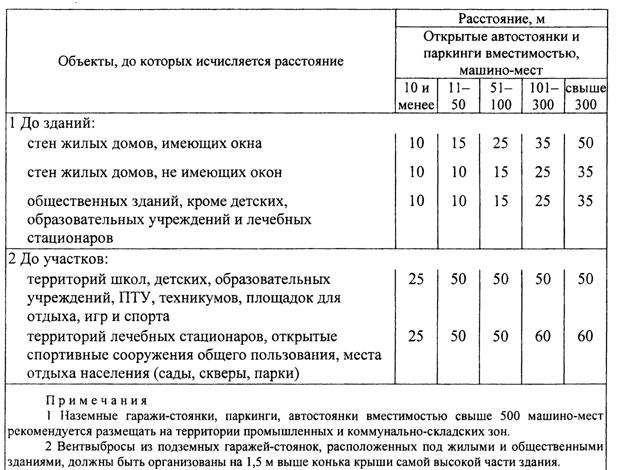 Объекты, до которых исчисляется расстояние
Расстояние, м
Открытые автостоянки и
паркинги вместимостью,
машино-мест
10 и
менее
11–
50
51–
100
101–
300
свыше
300
1 До зданий:
стен жилых домов, имеющих окна 10 15 25 35 50
стен жилых домов, не имеющих окон 10 10 15 25 35
общественных зданий, кроме детских, 10 10 15 25 35
образовательных учреждений и лечебных
стационаров
2 До участков:
территорий школ, детских, образовательных 25 50 50 50 50
учреждений, ПТУ, техникумов, площадок для
отдыха, игр и спорта
территорий лечебных стационаров, открытые 25 50 50 60 60
спортивные сооружения общего пользования, места
отдыха населения (сады, скверы, парки)
Примечания
1 Наземные гаражи-стоянки, паркинги, автостоянки вместимостью свыше 500 машино-мест
рекомендуется размещать на территории промышленных и коммунально-складских зон.
2 Вентвыбросы из подземных гаражей-стоянок, расположенных под жилыми и общественными
зданиями, должны быть организованы на 1,5 м выше конька крыши самой высокой части здания.